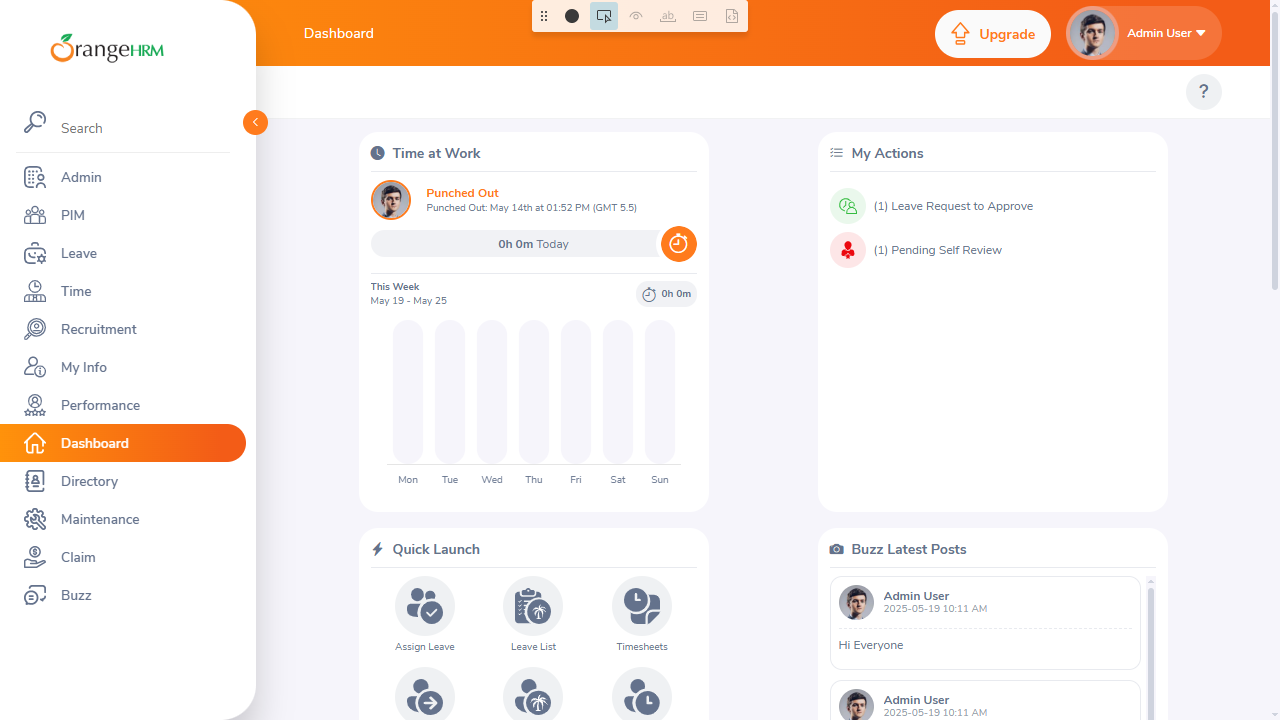 OrangeHRM
Search
Admin
PIM
Leave
Time
Recruitment
My Info
Performance
Dashboard
Directory
Maintenance
Claim
Buzz
Dashboard
ab
Upgrade
Admin User
?
Time at Work
Punched Out
Punched Out: May 14th at 01:52 PM (GMT 5.5)
0h 0m Today
This Week
May 19 - May 25
0h 0m
Mon Tue Wed Thu Fri Sat Sun
My Actions
(1) Leave Request to Approve
(1) Pending Self Review
Quick Launch
Assign Leave
Leave List
Timesheets
Buzz Latest Posts
Admin User
2025-05-19 10:11 AM
Hi Everyone
Admin User
2025-05-19 10:11 AM